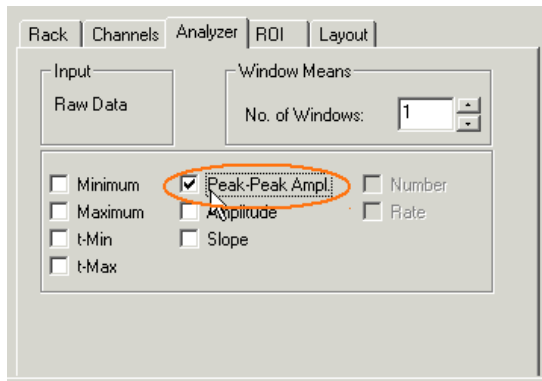 Rack Channels Analyzer ROI Layout
Input Window Means
Raw Data No. of Windows: 1
Minimum Peak-Peak Ampl. Number
Maximum Amplitude Rate
t-Min Slope
t-Max